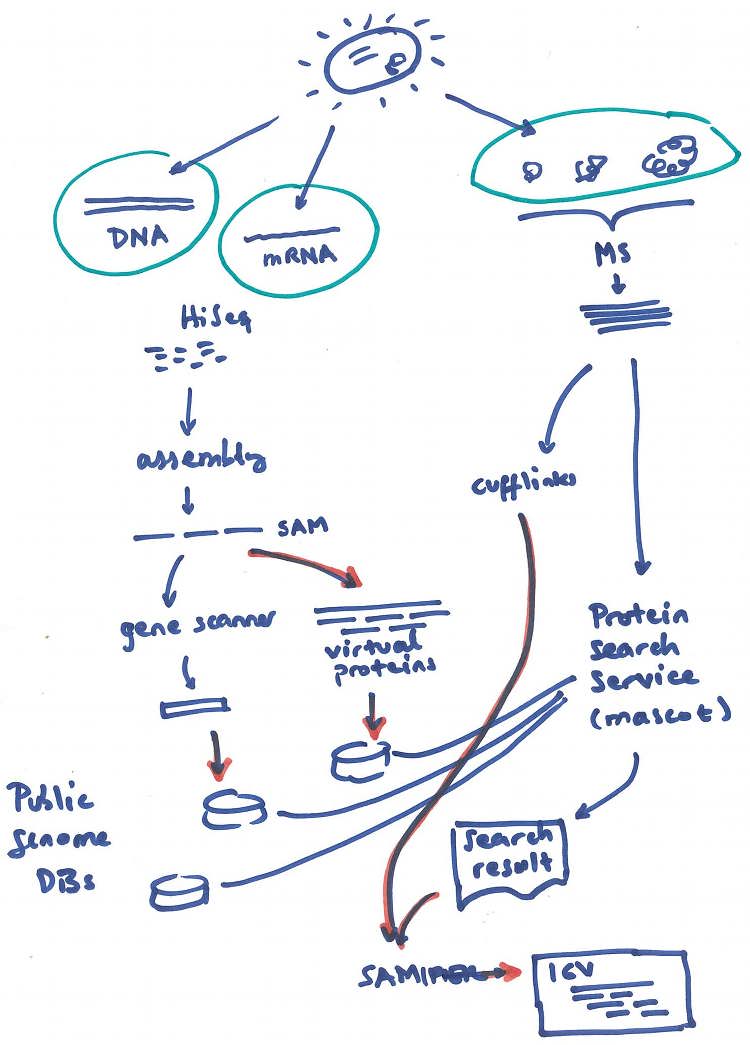 DNA
mRNA
MS
HiSeq
assembly
cufflinks
SAM
gene scanner
virtual
proteins
Protein
search
service
(mascot)
Public
Genome
DBs
search
result
SAMIFIER
IGV